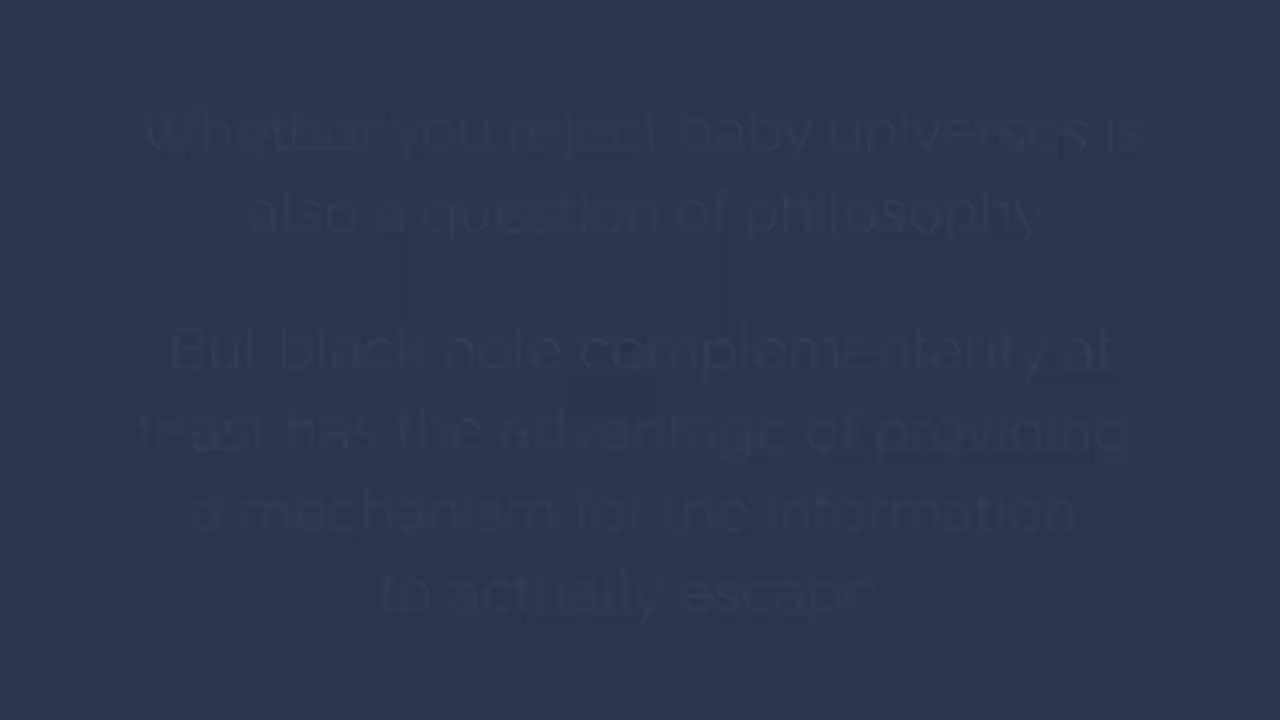 Whether you reject baby universes is
also a question of philosophy
But black hole complementarity at
least has the advantage of providing
a mechanism for the information
to actually escape